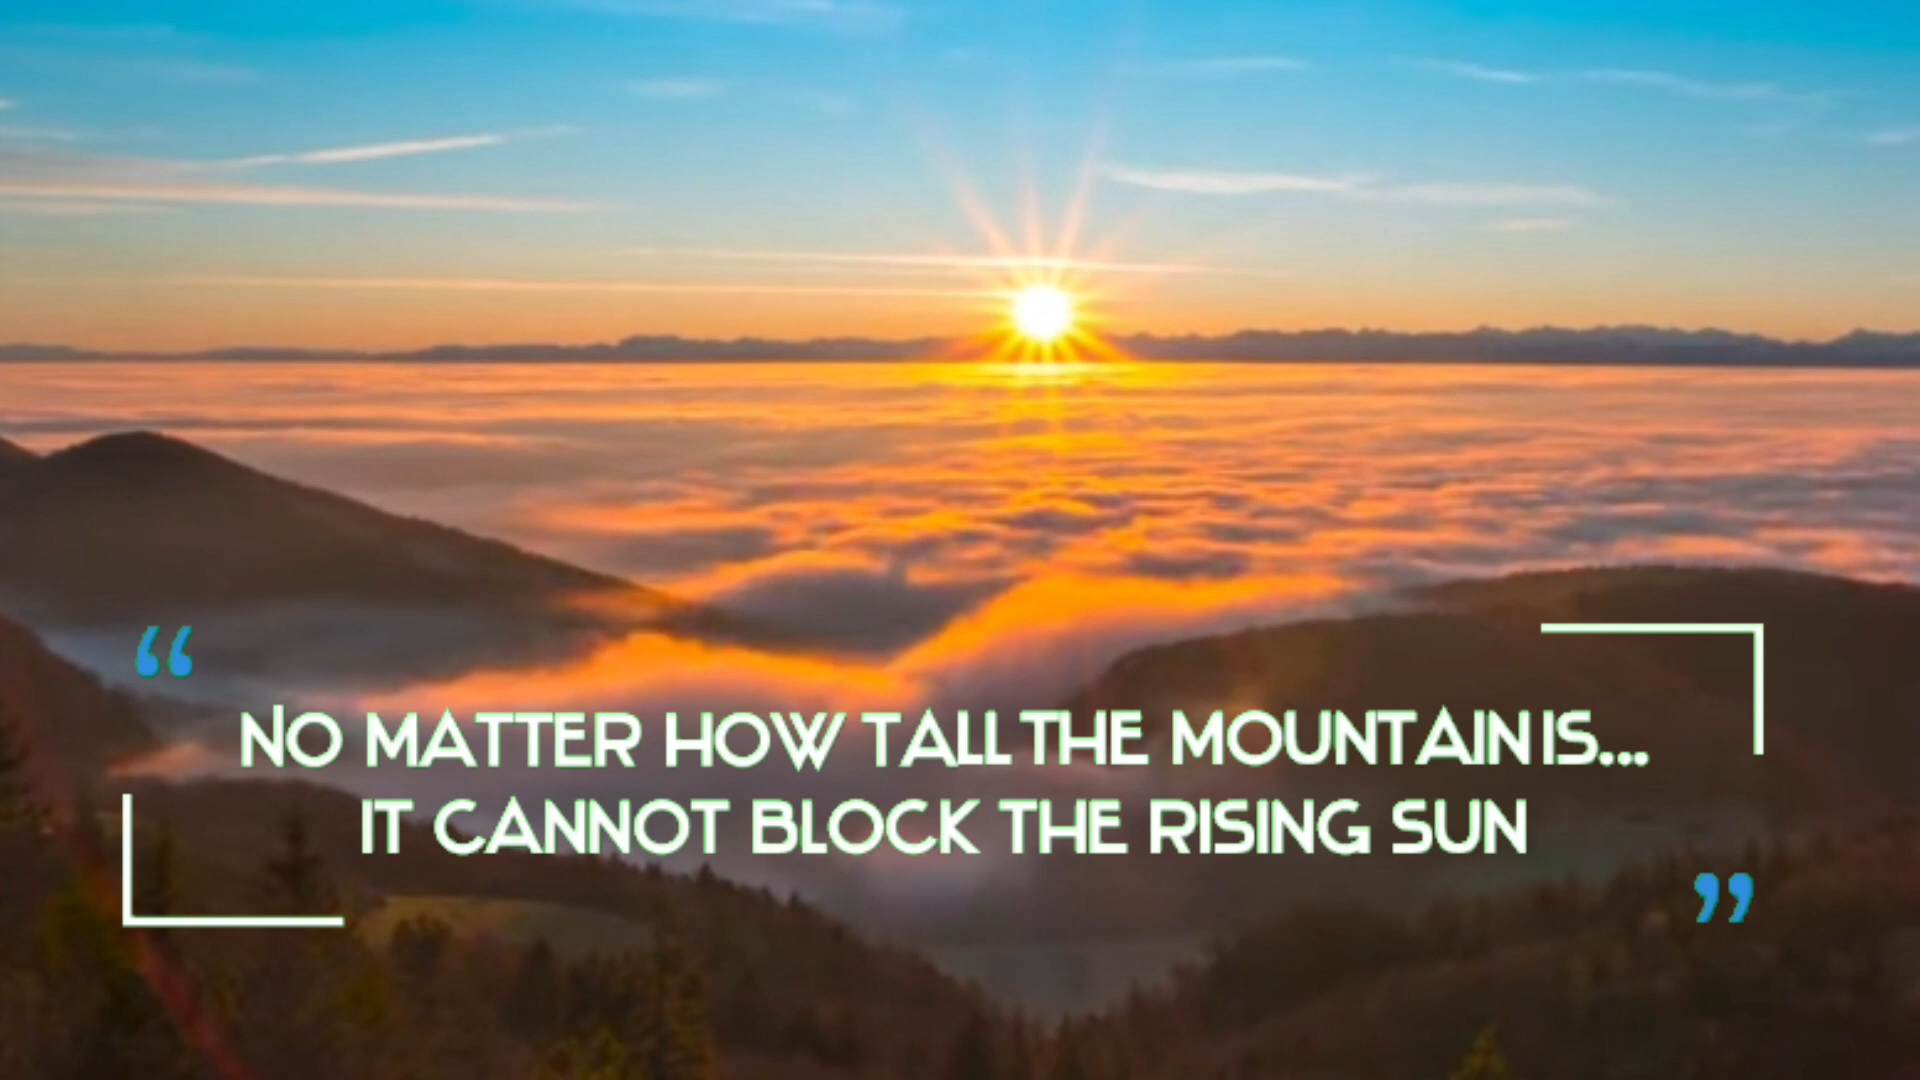 “
NO MATTER HOW TALL THE MOUNTAIN IS...
IT CANNOT BLOCK THE RISING SUN
”